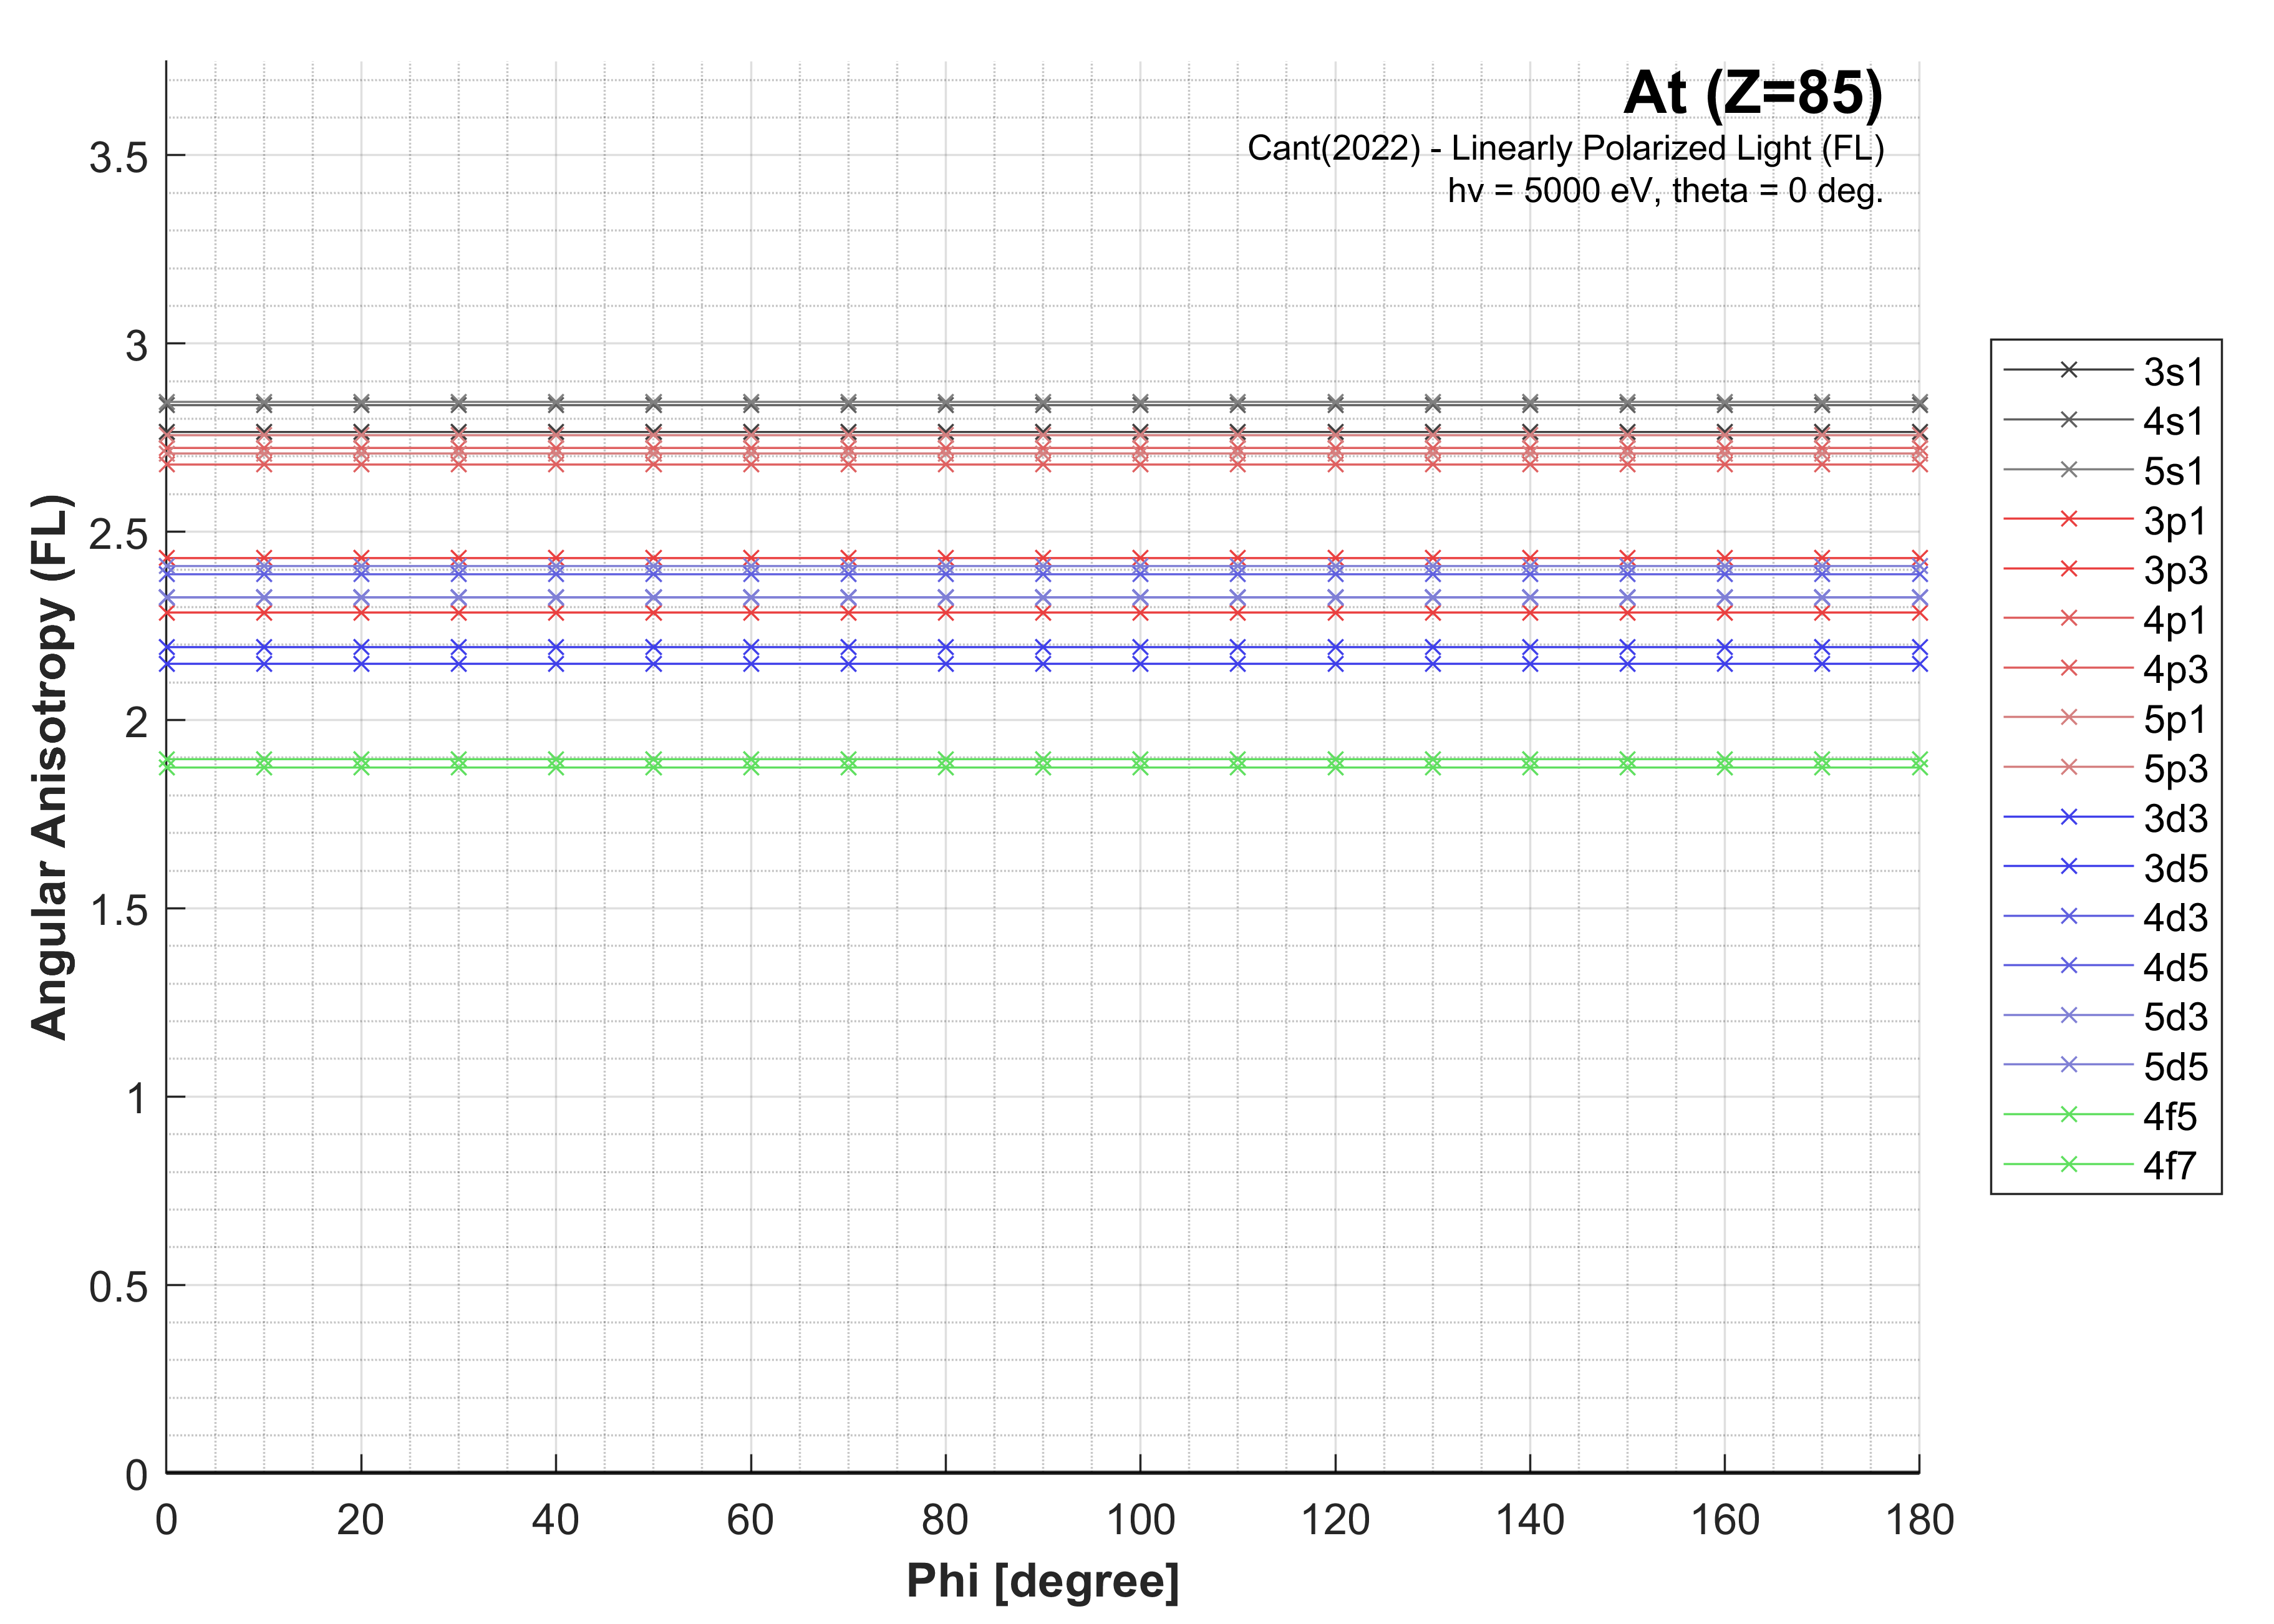 At (Z=85)
Cant(2022) - Linearly Polarized Light (FL)
hv = 5000 eV, theta = 0 deg.
Angular Anisotropy (FL)
3.5
3
2.5
2
1.5
1
0.5
0
0 20 40 60 80 100 120 140 160 180
Phi [degree]
3s1
4s1
5s1
3p1
3p3
4p1
4p3
5p1
5p3
3d3
3d5
4d3
4d5
5d3
5d5
4f5
4f7